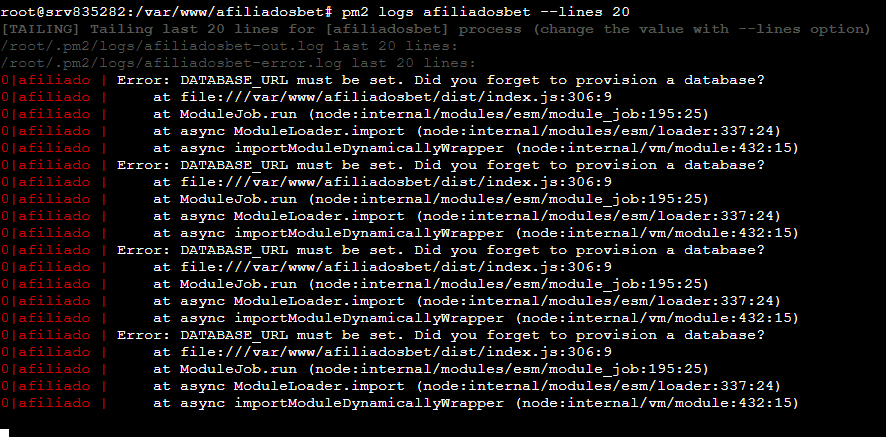 root@srv835282:/var/www/afiliadosbet# pm2 logs afiliadosbet --lines 20
[TAILING] Tailing last 20 lines for [afiliadosbet] process (change the value with --lines option)
/root/.pm2/logs/afiliadosbet-out.log last 20 lines:
/root/.pm2/logs/afiliadosbet-error.log last 20 lines:
0|afiliado | Error: DATABASE_URL must be set. Did you forget to provision a database?
0|afiliado |     at file:///var/www/afiliadosbet/dist/index.js:306:9
0|afiliado |     at ModuleJob.run (node:internal/modules/esm/module_job:195:25)
0|afiliado |     at async ModuleLoader.import (node:internal/modules/esm/loader:337:24)
0|afiliado |     at async importModuleDynamicallyWrapper (node:internal/vm/module:432:15)
0|afiliado | Error: DATABASE_URL must be set. Did you forget to provision a database?
0|afiliado |     at file:///var/www/afiliadosbet/dist/index.js:306:9
0|afiliado |     at ModuleJob.run (node:internal/modules/esm/module_job:195:25)
0|afiliado |     at async ModuleLoader.import (node:internal/modules/esm/loader:337:24)
0|afiliado |     at async importModuleDynamicallyWrapper (node:internal/vm/module:432:15)
0|afiliado | Error: DATABASE_URL must be set. Did you forget to provision a database?
0|afiliado |     at file:///var/www/afiliadosbet/dist/index.js:306:9
0|afiliado |     at ModuleJob.run (node:internal/modules/esm/module_job:195:25)
0|afiliado |     at async ModuleLoader.import (node:internal/modules/esm/loader:337:24)
0|afiliado |     at async importModuleDynamicallyWrapper (node:internal/vm/module:432:15)
0|afiliado | Error: DATABASE_URL must be set. Did you forget to provision a database?
0|afiliado |     at file:///var/www/afiliadosbet/dist/index.js:306:9
0|afiliado |     at ModuleJob.run (node:internal/modules/esm/module_job:195:25)
0|afiliado |     at async ModuleLoader.import (node:internal/modules/esm/loader:337:24)
0|afiliado |     at async importModuleDynamicallyWrapper (node:internal/vm/module:432:15)